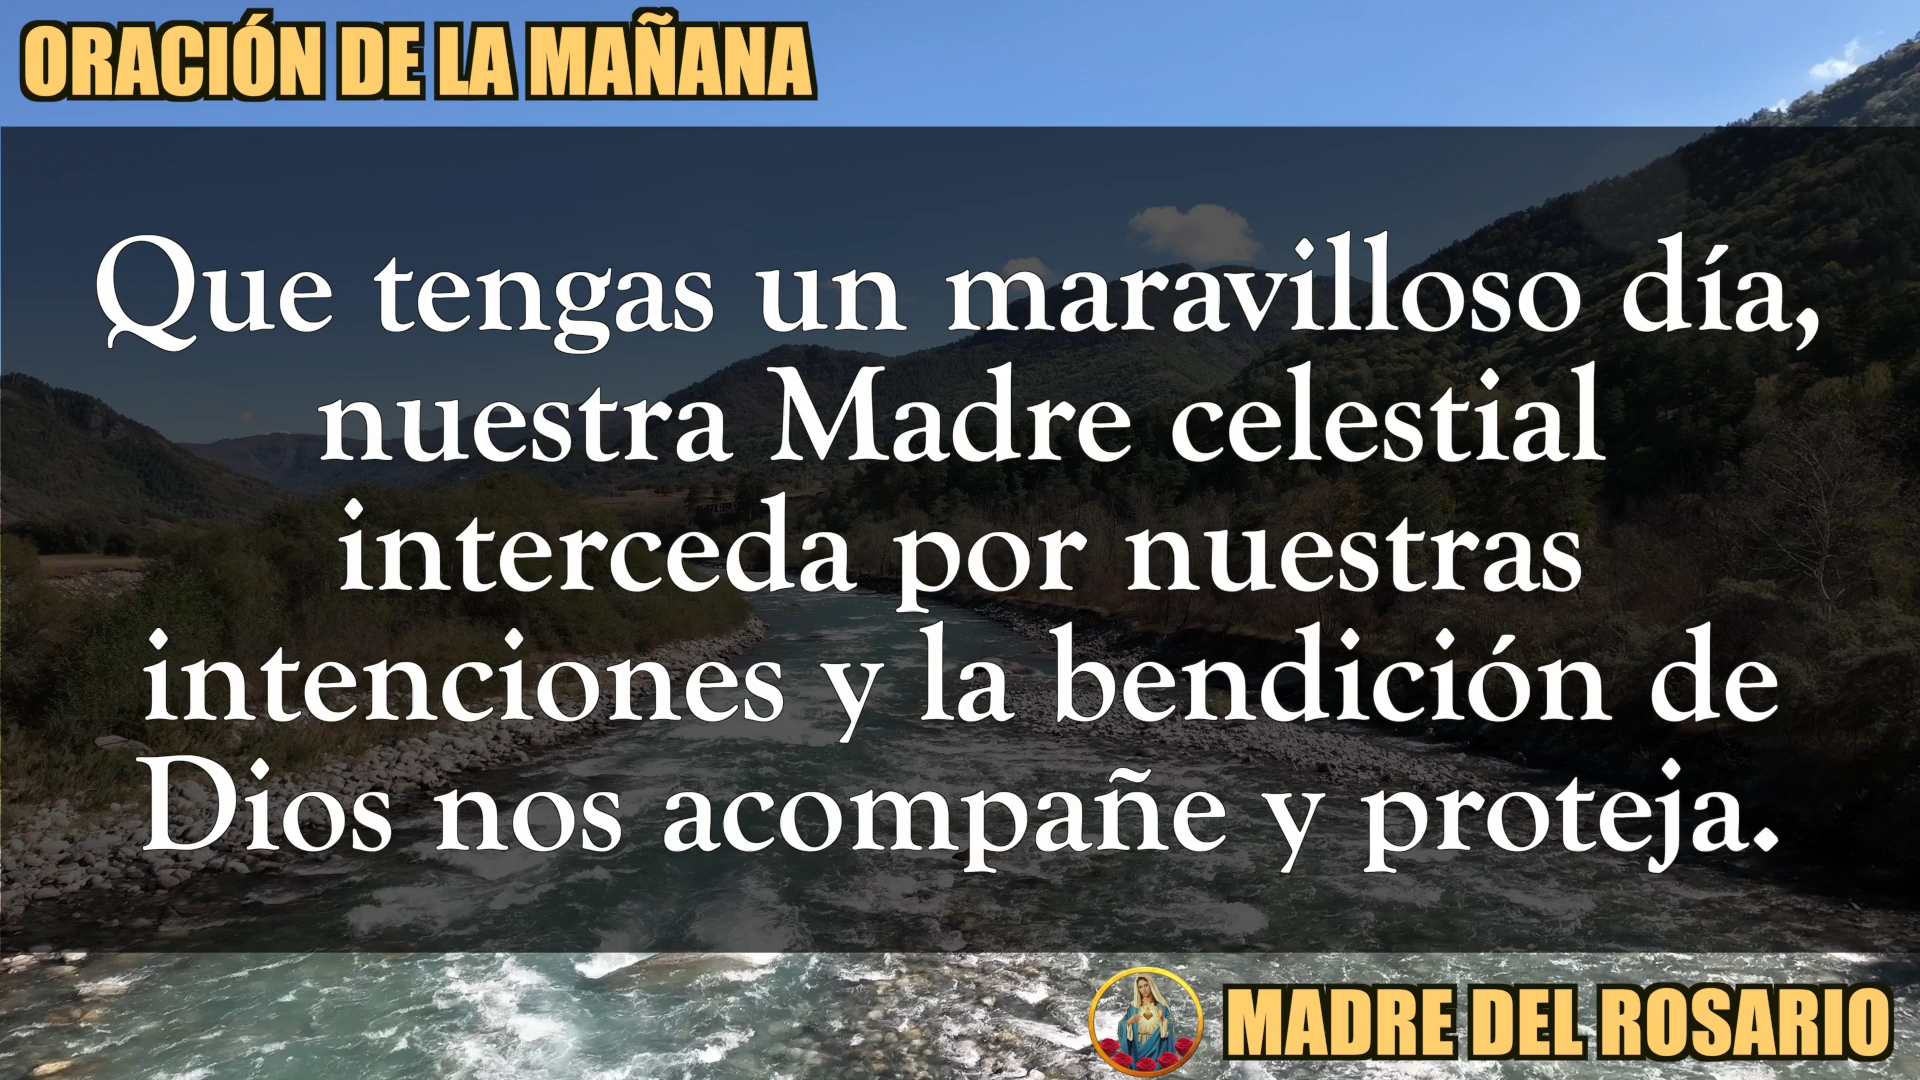 ORACIÓN DE LA MAÑANA
Que tengas un maravilloso día,
nuestra Madre celestial
interceda por nuestras
intenciones y la bendición de
Dios nos acompañe y proteja.
MADRE DEL ROSARIO